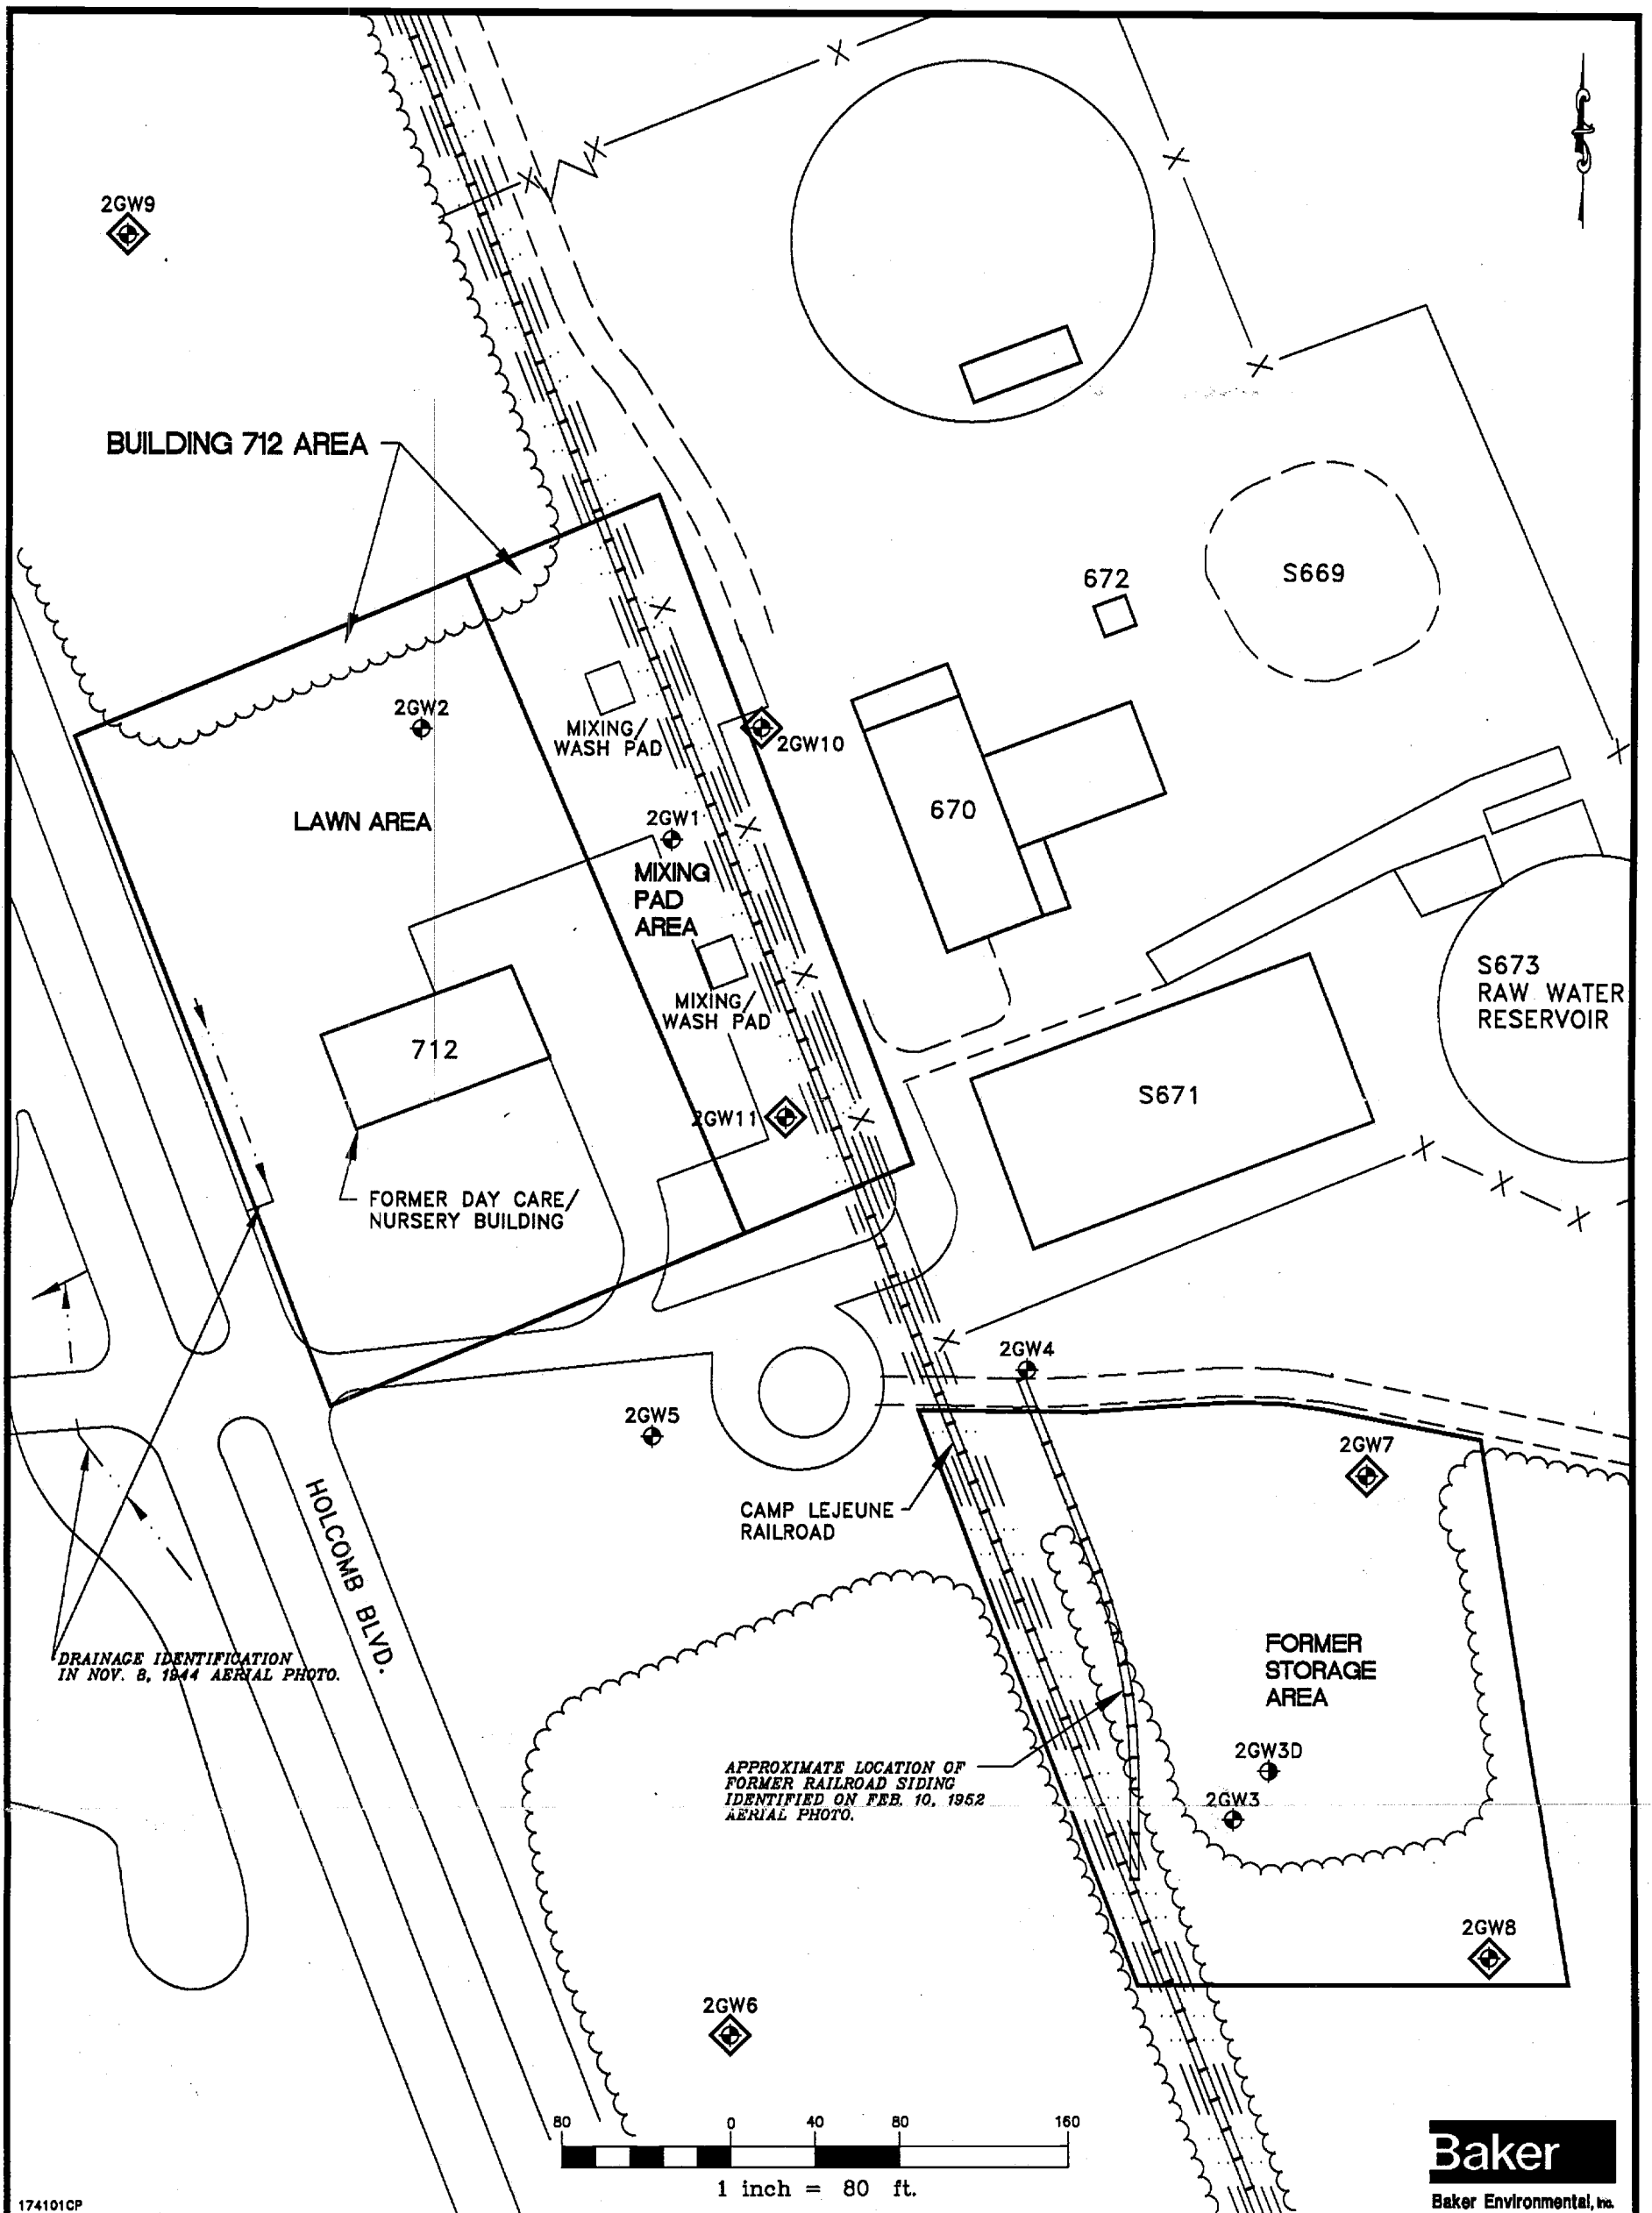 2GW9
BUILDING 712 AREA
672
S669
2GW2
MIXING/
WASH PAD
2GW10
LAWN AREA
2GW1
670
MIXING
PAD
AREA
S673
RAW WATER
RESERVOIR
MIXING/
WASH PAD
712
S671
2GW11
FORMER DAY CARE/
NURSERY BUILDING
2GW4
2GW5
2GW7
CAMP LEJEUNE
RAILROAD
HOLCOMB BLVD.
DRAINAGE IDENTIFICATION
IN NOV. 8, 1944 AERIAL PHOTO.
FORMER
STORAGE
AREA
2GW3D
APPROXIMATE LOCATION OF
FORMER RAILROAD SIDING
IDENTIFIED ON FEB. 10, 1952
AERIAL PHOTO.
2GW3
2GW8
2GW6
80 0 40 80 160
1 inch = 80 ft.
Baker
Baker Environmental, Inc.
174101CP